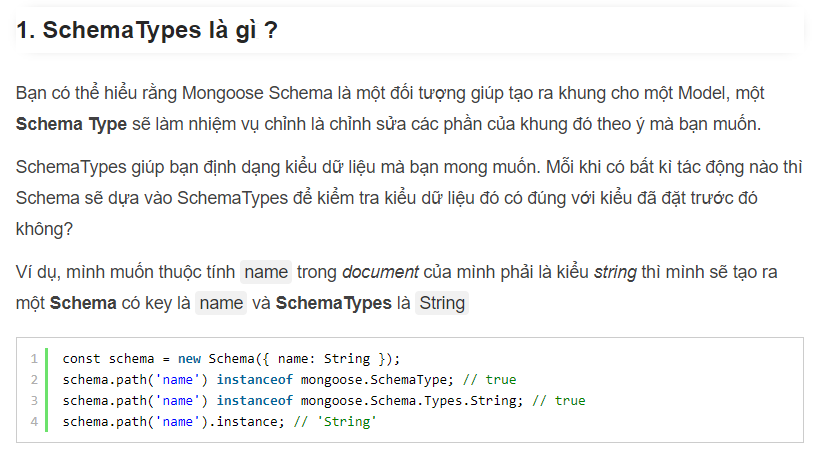 1. SchemaTypes là gì ?
Bạn có thể hiểu rằng Mongoose Schema là một đối tượng giúp tạo ra khung cho một Model, một
Schema Type sẽ làm nhiệm vụ chỉnh là chỉnh sửa các phần của khung đó theo ý mà bạn muốn.
SchemaTypes giúp bạn định dạng kiểu dữ liệu mà bạn mong muốn. Mỗi khi có bất kì tác động nào thì
Schema sẽ dựa vào SchemaTypes để kiểm tra kiểu dữ liệu đó có đúng với kiểu đã đặt trước đó
không?
Ví dụ, mình muốn thuộc tính name trong document của mình phải là kiểu string thì mình sẽ tạo ra
một Schema có key là name và SchemaTypes là String
1 const schema = new Schema({ name: String });
2 schema.path('name') instanceof mongoose.SchemaType; // true
3 schema.path('name') instanceof mongoose.Schema.Types.String; // true
4 schema.path('name').instance; // 'String'